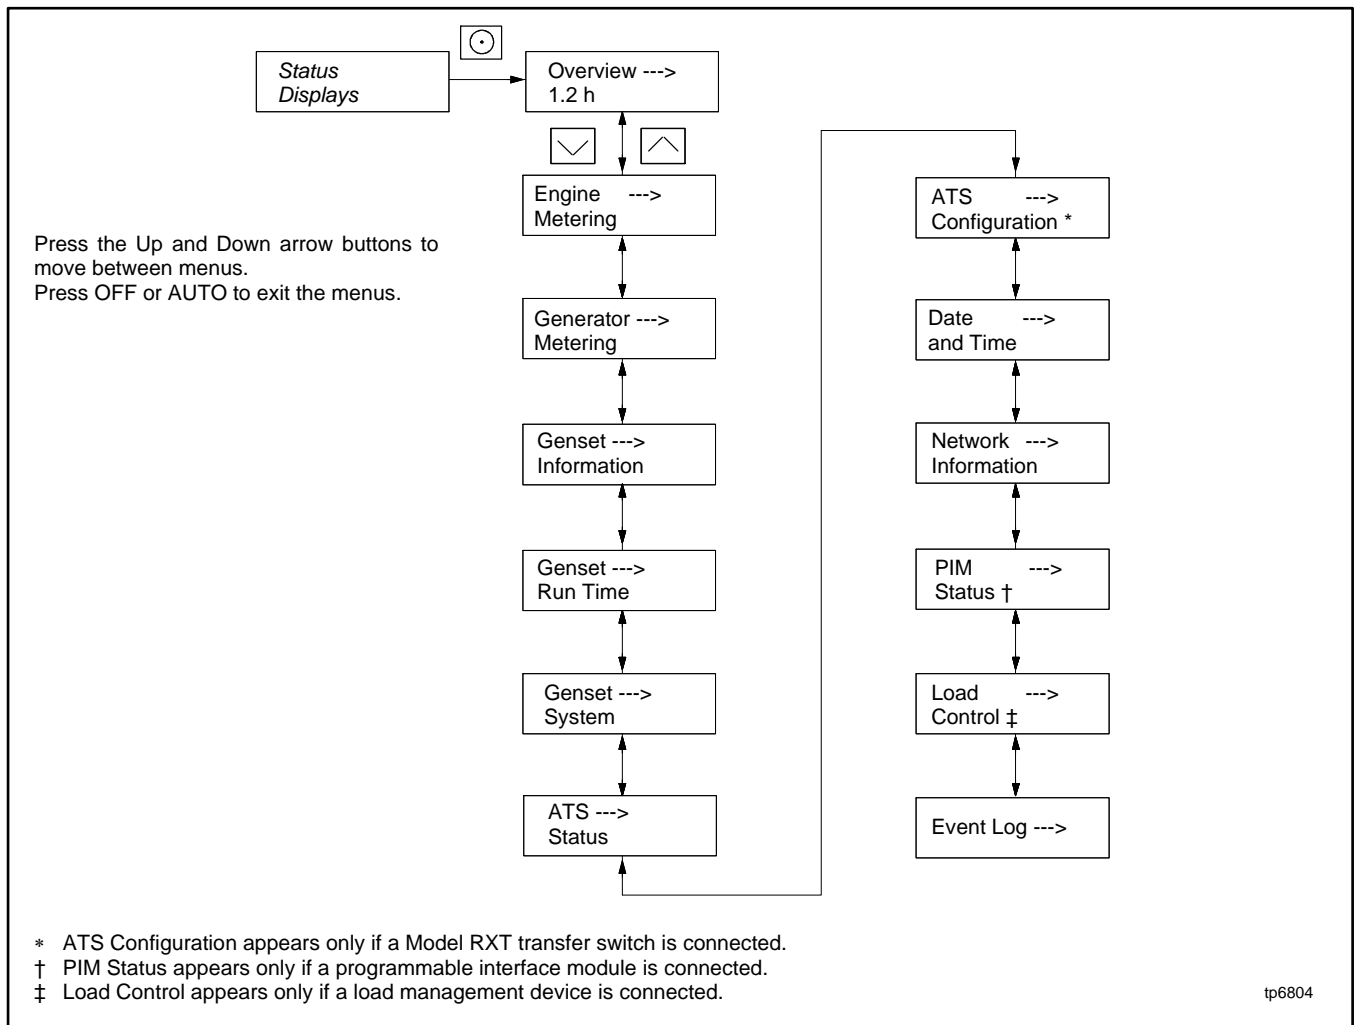 Status
Displays
Overview --->
1.2 h
Engine --->
Metering
Press the Up and Down arrow buttons to
move between menus.
Press OFF or AUTO to exit the menus.
Generator --->
Metering
Genset --->
Information
Genset --->
Run Time
Genset --->
System
ATS --->
Status
ATS --->
Configuration *
Date --->
and Time
Network --->
Information
PIM --->
Status †
Load --->
Control ‡
Event Log --->
* ATS Configuration appears only if a Model RXT transfer switch is connected.
† PIM Status appears only if a programmable interface module is connected.
‡ Load Control appears only if a load management device is connected.
tp6804